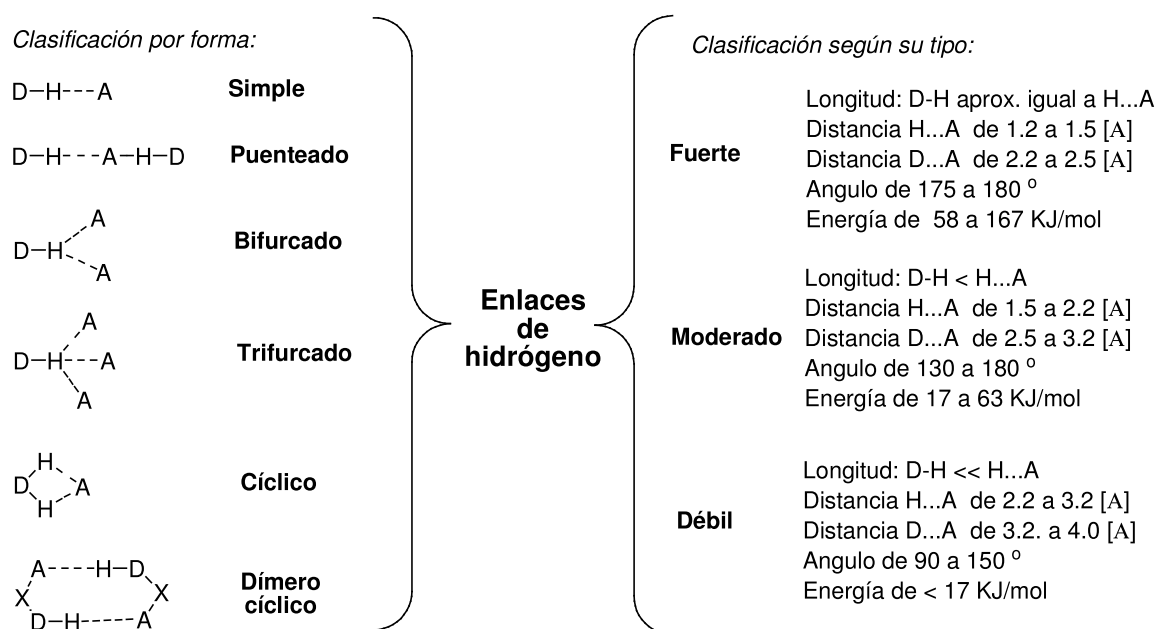 Clasificación por forma:
D–H---A Simple
D–H---A–H–D Puenteado
A
D–H Bifurcado
A
A
D–H---A Trifurcado
A
H
D A Cíclico
H
A----H–D
X X
D–H-----A
Dímero
cíclico
Enlaces
de
hidrógeno
Clasificación según su tipo:
Fuerte
Longitud: D-H aprox. igual a H...A
Distancia H...A de 1.2 a 1.5 [A]
Distancia D...A de 2.2 a 2.5 [A]
Angulo de 175 a 180 º
Energía de 58 a 167 KJ/mol
Moderado
Longitud: D-H < H...A
Distancia H...A de 1.5 a 2.2 [A]
Distancia D...A de 2.5 a 3.2 [A]
Angulo de 130 a 180 º
Energía de 17 a 63 KJ/mol
Débil
Longitud: D-H << H...A
Distancia H...A de 2.2 a 3.2 [A]
Distancia D...A de 3.2. a 4.0 [A]
Angulo de 90 a 150 º
Energía de < 17 KJ/mol